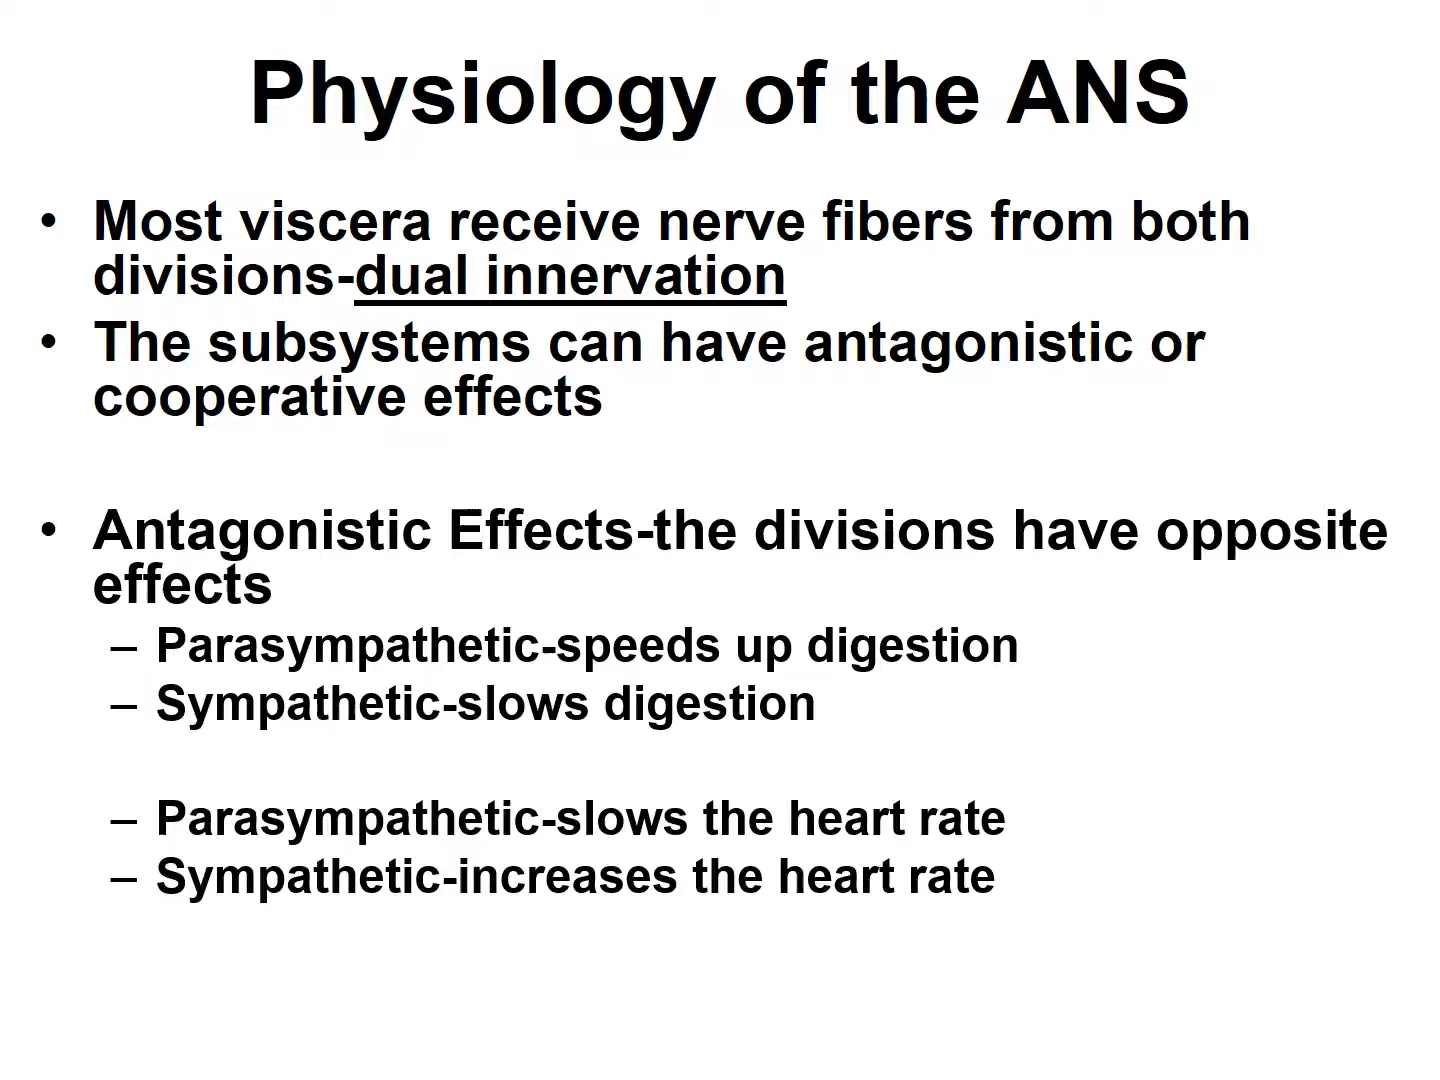 Physiology of the ANS
• Most viscera receive nerve fibers from both
divisions-dual innervation
• The subsystems can have antagonistic or
cooperative effects
• Antagonistic Effects-the divisions have opposite
effects
– Parasympathetic-speeds up digestion
– Sympathetic-slows digestion
– Parasympathetic-slows the heart rate
– Sympathetic-increases the heart rate